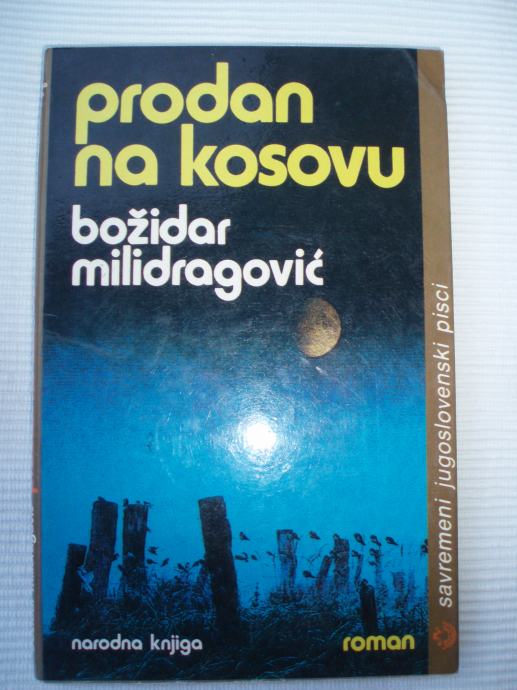 prodan
na kosovu
božidar
milidragović
savremeni jugoslovenski pisci
narodna knjiga
roman